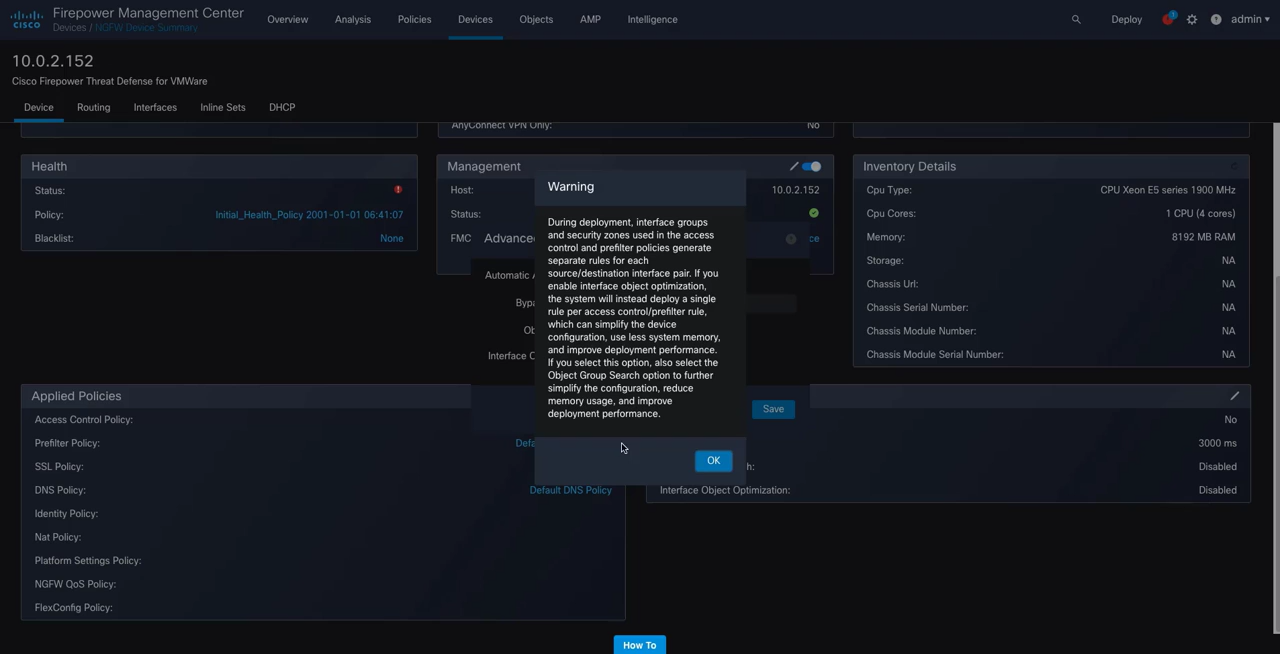 Firepower Management Center
Overview Analysis Policies Devices Objects AMP Intelligence Deploy 1 ? admin
CISCO
Devices / NGFW Device Summary
10.0.2.152
Cisco Firepower Threat Defense for VMWare
Device Routing Interfaces Inline Sets DHCP
AnyConnect VPN Only: No
Health
Status:
Policy: Initial_Health_Policy 2001-01-01 06:41:07
Blacklist: None
Management
Host: 10.0.2.152
Status:
FMC ce
Inventory Details
Cpu Type: CPU Xeon E5 series 1900 MHz
Cpu Cores: 1 CPU (4 cores)
Memory: 8192 MB RAM
Storage: NA
Chassis Url: NA
Chassis Serial Number: NA
Chassis Module Number: NA
Chassis Module Serial Number: NA
Advance
Automatic A
Bypa
Ob
Interface O
Save
Warning
During deployment, interface groups
and security zones used in the access
control and prefilter policies generate
separate rules for each
source/destination interface pair. If you
enable interface object optimization,
the system will instead deploy a single
rule per access control/prefilter rule,
which can simplify the device
configuration, use less system memory,
and improve deployment performance.
If you select this option, also select the
Object Group Search option to further
simplify the configuration, reduce
memory usage, and improve
deployment performance.
OK
Applied Policies
Access Control Policy:
Prefilter Policy: Defa
SSL Policy:
DNS Policy: Default DNS Policy
Identity Policy:
Nat Policy:
Platform Settings Policy:
NGFW QoS Policy:
FlexConfig Policy:
No
3000 ms
h: Disabled
Interface Object Optimization: Disabled
How To